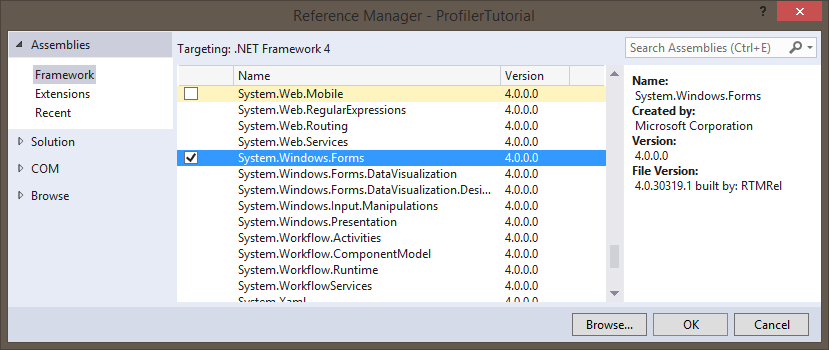 Reference Manager - ProfilerTutorial
?
Assemblies
Framework
Extensions
Recent
Solution
COM
Browse
Targeting: .NET Framework 4
Search Assemblies (Ctrl+E)
Name Version
System.Web.Mobile 4.0.0.0
System.Web.RegularExpressions 4.0.0.0
System.Web.Routing 4.0.0.0
System.Web.Services 4.0.0.0
System.Windows.Forms 4.0.0.0
System.Windows.Forms.DataVisualization 4.0.0.0
System.Windows.Forms.DataVisualization.Desi... 4.0.0.0
System.Windows.Input.Manipulations 4.0.0.0
System.Windows.Presentation 4.0.0.0
System.Workflow.Activities 4.0.0.0
System.Workflow.ComponentModel 4.0.0.0
System.Workflow.Runtime 4.0.0.0
System.WorkflowServices 4.0.0.0
System.Xaml 4.0.0.0
Name:
System.Windows.Forms
Created by:
Microsoft Corporation
Version:
4.0.0.0
File Version:
4.0.30319.1 built by: RTMRel
Browse... OK Cancel